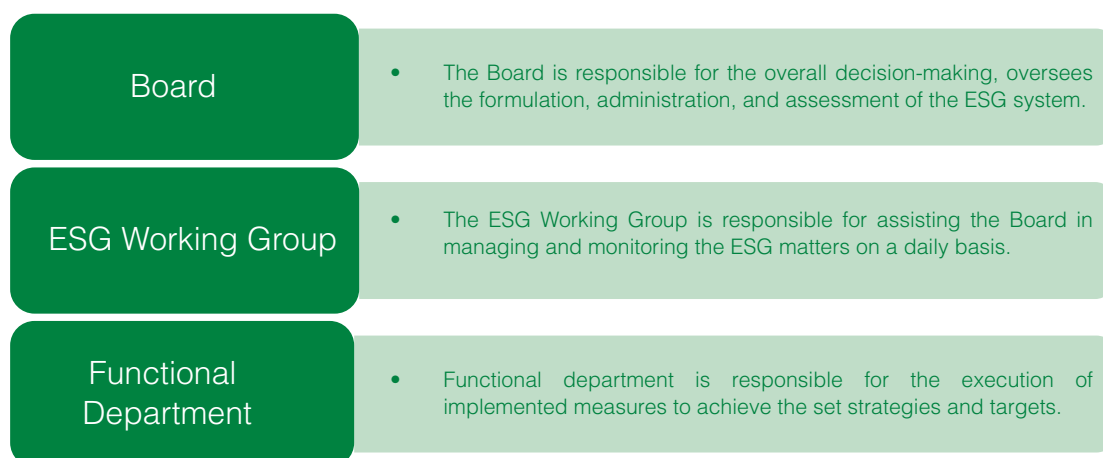 Board
• The Board is responsible for the overall decision-making, oversees
the formulation, administration, and assessment of the ESG system.
ESG Working Group
• The ESG Working Group is responsible for assisting the Board in
managing and monitoring the ESG matters on a daily basis.
Functional
Department
• Functional department is responsible for the execution of
implemented measures to achieve the set strategies and targets.